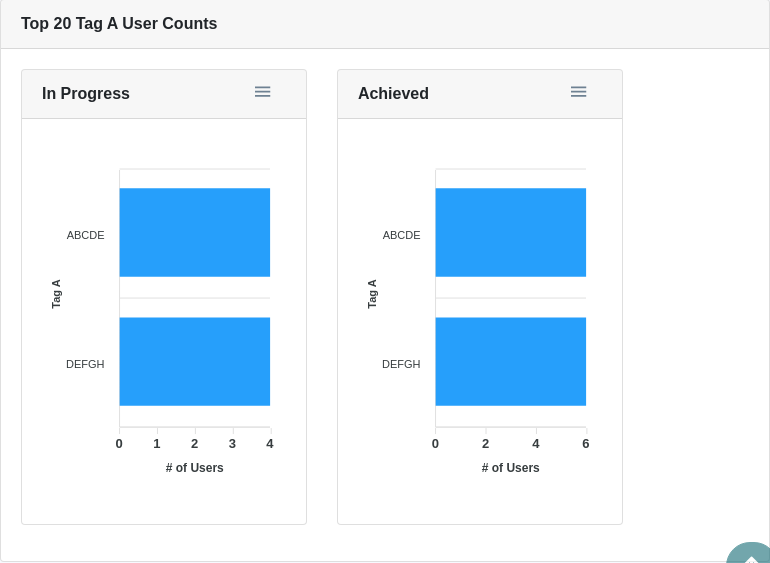 Top 20 Tag A User Counts
In Progress
ABCDE
DEFGH
Tag A
0 1 2 3 4
# of Users
Achieved
ABCDE
DEFGH
Tag A
0 2 4 6
# of Users